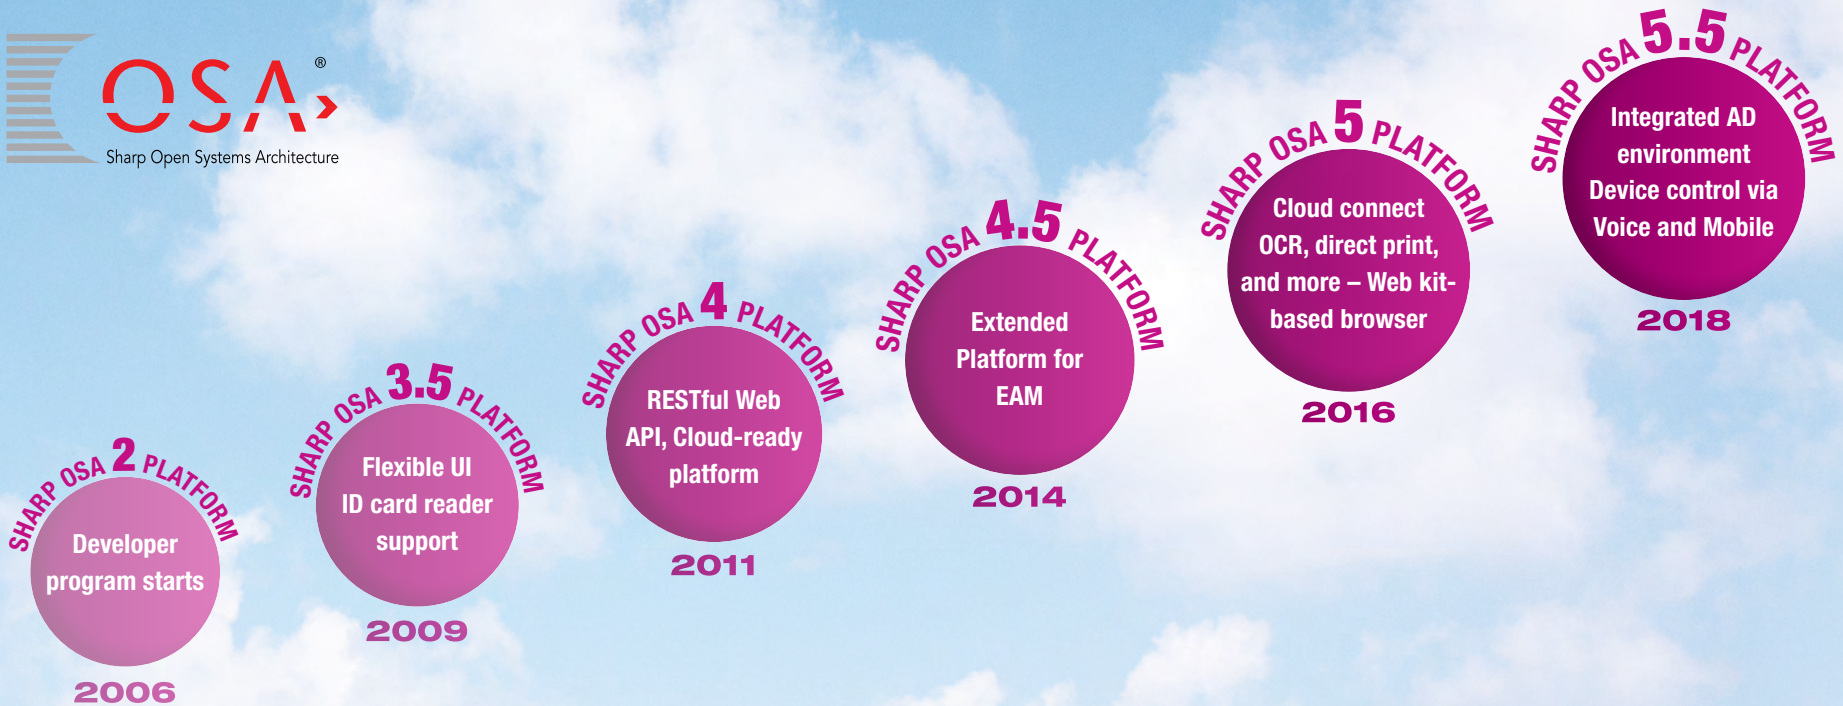 OSA®
Sharp Open Systems Architecture
SHARP OSA 2 PLATFORM
Developer
program starts
2006
SHARP OSA 3.5 PLATFORM
Flexible UI
ID card reader
support
2009
SHARP OSA 4 PLATFORM
RESTful Web
API, Cloud-ready
platform
2011
SHARP OSA 4.5 PLATFORM
Extended
Platform for
EAM
2014
SHARP OSA 5 PLATFORM
Cloud connect
OCR, direct print,
and more – Web kit-
based browser
2016
SHARP OSA 5.5 PLATFORM
Integrated AD
environment
Device control via
Voice and Mobile
2018